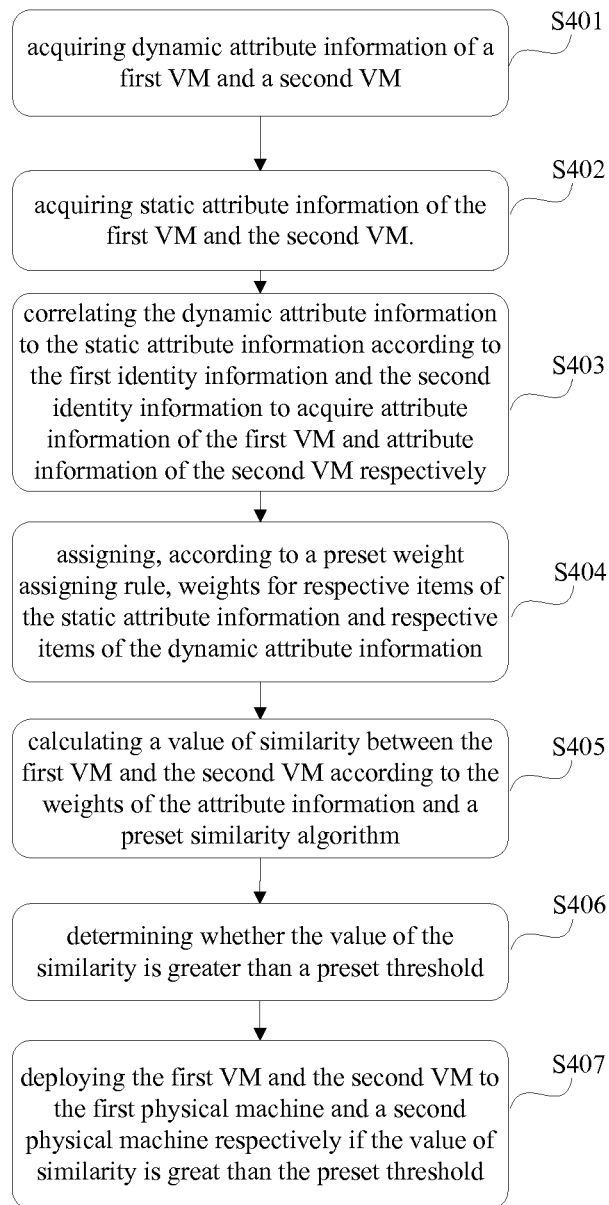 S401
acquiring dynamic attribute information of a
first VM and a second VM
S402
acquiring static attribute information of the
first VM and the second VM.
S403
correlating the dynamic attribute information
to the static attribute information according to
the first identity information and the second
identity information to acquire attribute
information of the first VM and attribute
information of the second VM respectively
S404
assigning, according to a preset weight
assigning rule, weights for respective items of
the static attribute information and respective
items of the dynamic attribute information
S405
calculating a value of similarity between the
first VM and the second VM according to the
weights of the attribute information and a
preset similarity algorithm
S406
determining whether the value of the
similarity is greater than a preset threshold
S407
deploying the first VM and the second VM to
the first physical machine and a second
physical machine respectively if the value of
similarity is great than the preset threshold